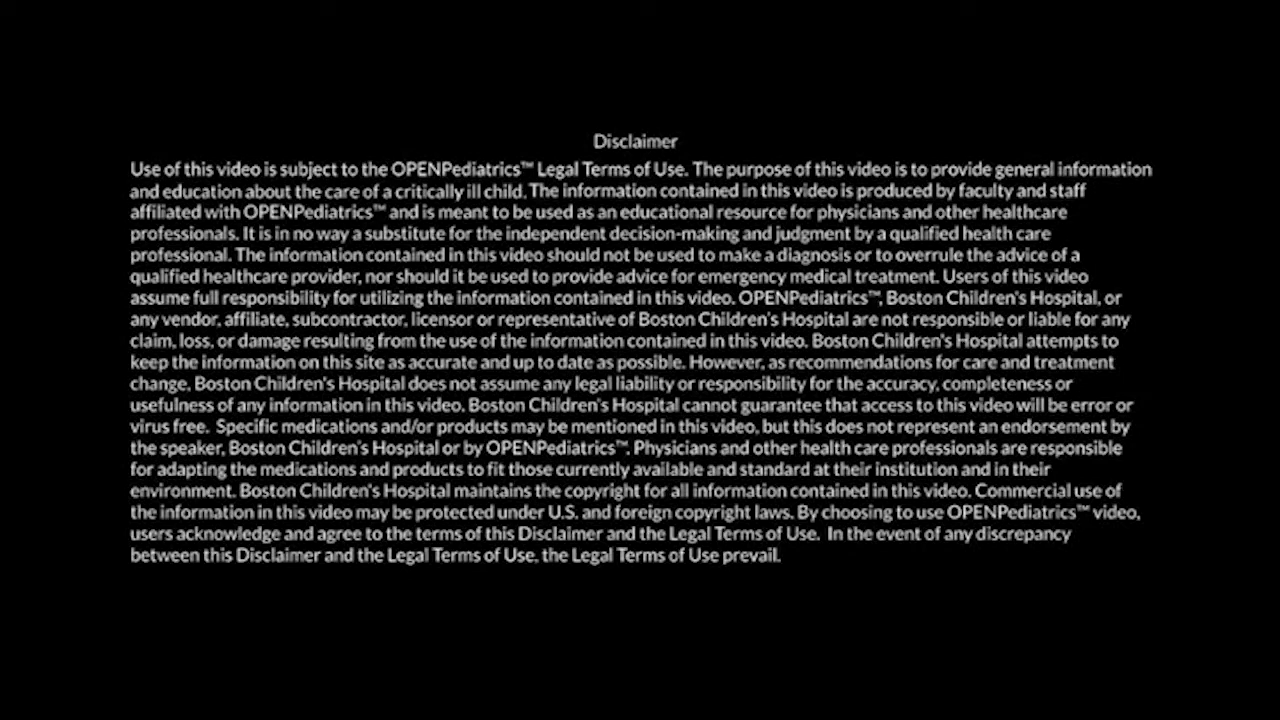 Disclaimer
Use of this video is subject to the OPENPediatrics™ Legal Terms of Use. The purpose of this video is to provide general information
and education about the care of a critically ill child. The information contained in this video is produced by faculty and staff
affiliated with OPENPediatrics™ and is meant to be used as an educational resource for physicians and other healthcare
professionals. It is in no way a substitute for the independent decision-making and judgment by a qualified health care
professional. The information contained in this video should not be used to make a diagnosis or to overrule the advice of a
qualified healthcare provider, nor should it be used to provide advice for emergency medical treatment. Users of this video
assume full responsibility for utilizing the information contained in this video. OPENPediatrics™, Boston Children's Hospital, or
any vendor, affiliate, subcontractor, licensor or representative of Boston Children's Hospital are not responsible or liable for any
claim, loss, or damage resulting from the use of the information contained in this video. Boston Children's Hospital attempts to
keep the information on this site as accurate and up to date as possible. However, as recommendations for care and treatment
change, Boston Children's Hospital does not assume any legal liability or responsibility for the accuracy, completeness or
usefulness of any information in this video. Boston Children's Hospital cannot guarantee that access to this video will be error or
virus free.  Specific medications and/or products may be mentioned in this video, but this does not represent an endorsement by
the speaker, Boston Children's Hospital or by OPENPediatrics™. Physicians and other health care professionals are responsible
for adapting the medications and products to fit those currently available and standard at their institution and in their
environment. Boston Children's Hospital maintains the copyright for all information contained in this video. Commercial use of
the information in this video may be protected under U.S. and foreign copyright laws. By choosing to use OPENPediatrics™ video,
users acknowledge and agree to the terms of this Disclaimer and the Legal Terms of Use.  In the event of any discrepancy
between this Disclaimer and the Legal Terms of Use, the Legal Terms of Use prevail.